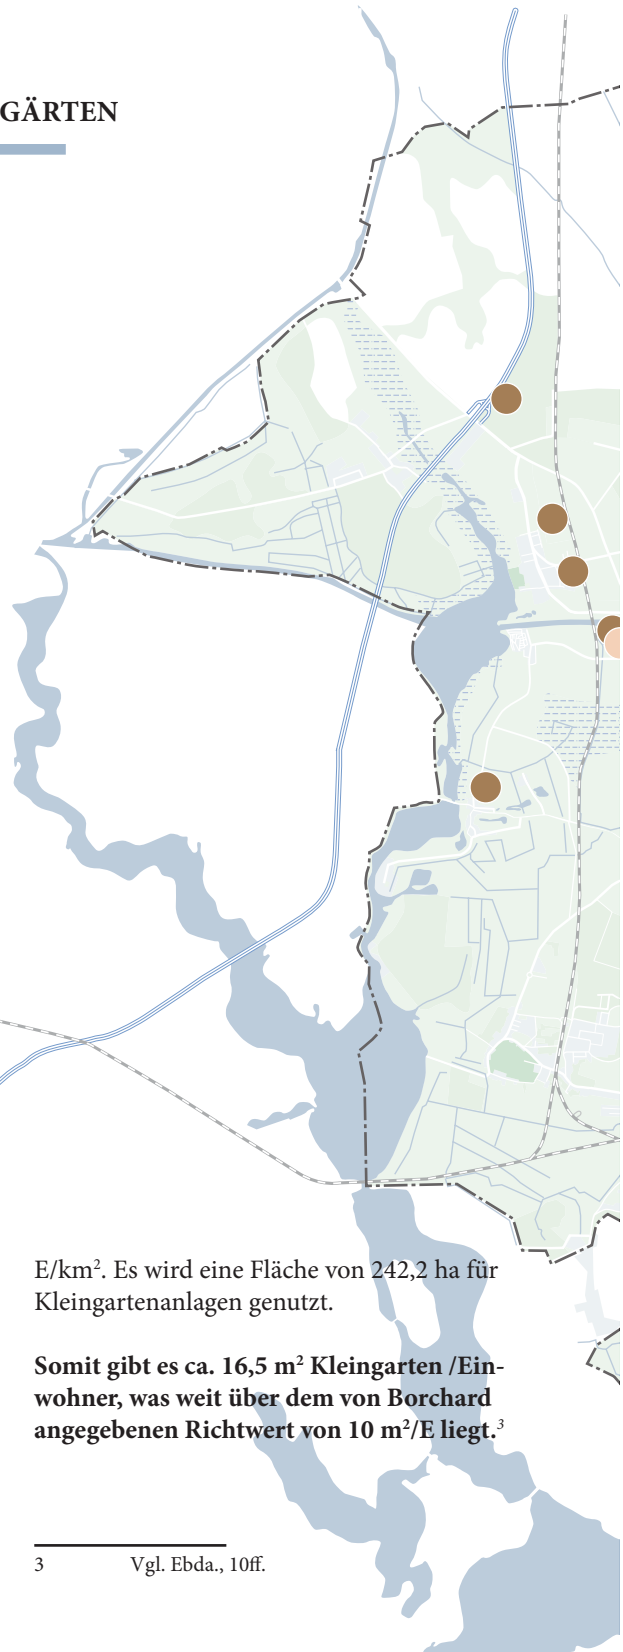 GÄRTEN
E/km². Es wird eine Fläche von 242,2 ha für
Kleingartenanlagen genutzt.
Somit gibt es ca. 16,5 m² Kleingarten /Ein-
wohner, was weit über dem von Borchard
angegebenen Richtwert von 10 m²/E liegt.³
3 Vgl. Ebda., 10ff.